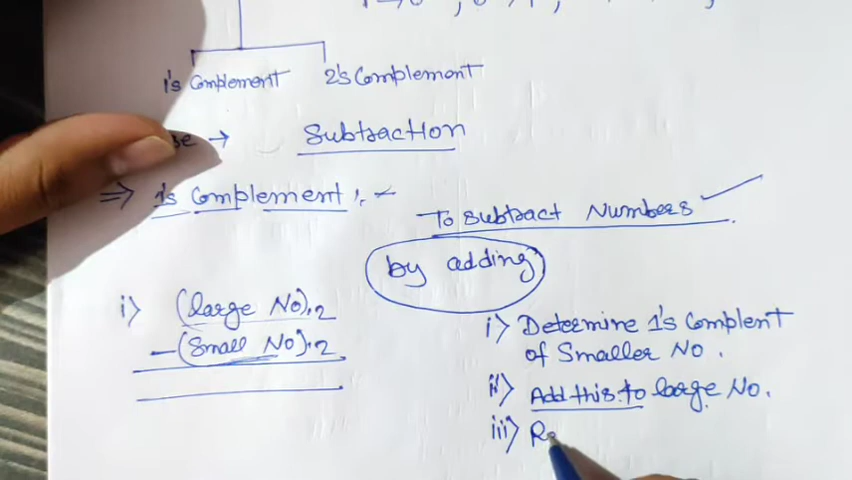 1's Complement 2's Complement
→ Subtraction
⇒ 1's Complement :-
To subtract Numbers
by adding
i) (large No).2
-(Small No).2
i) Determine 1's Complent
of Smaller No.
ii) Add this to large No.
iii) Re